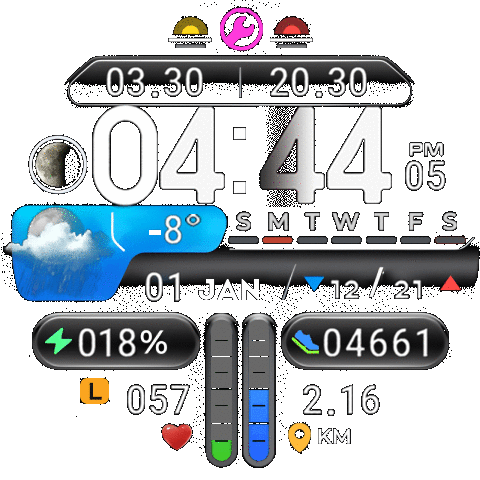 03.30 | 20.30
04:44 PM 05
-8° S M T W T F S
01 JAN / 12 / 21
018% 04661
L 057 2.16
KM